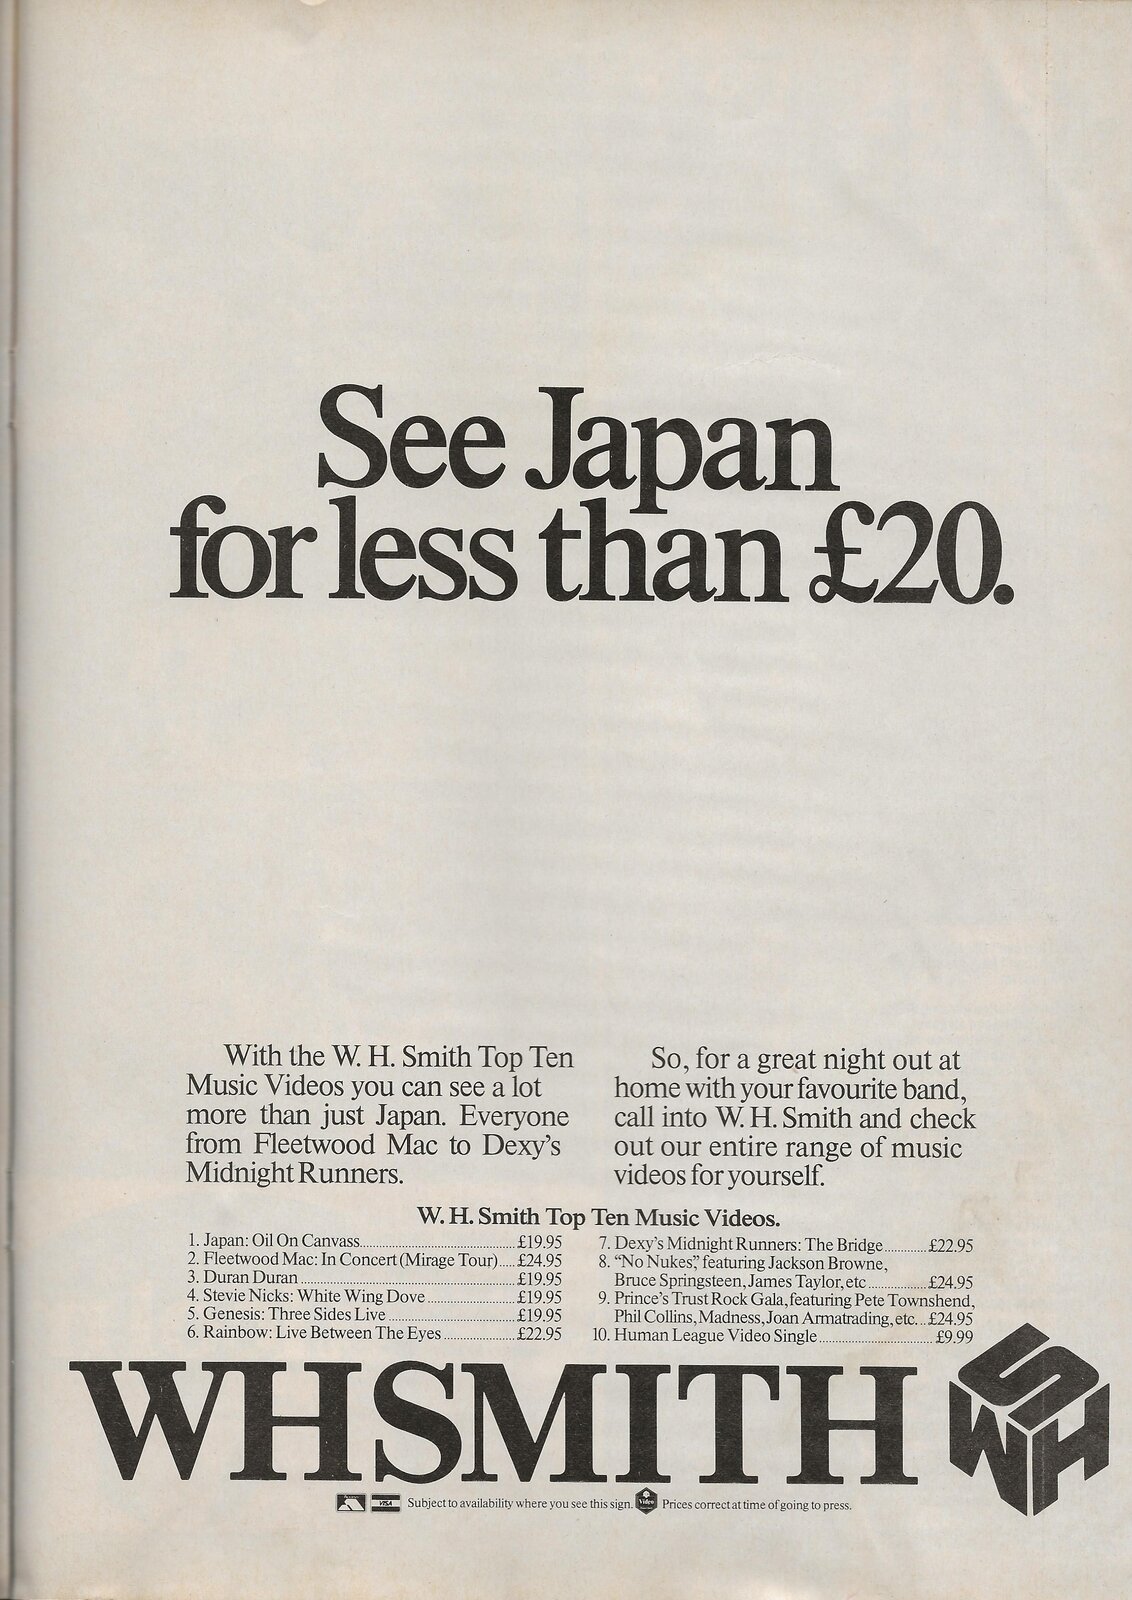 See Japan
for less than £20.
With the W. H. Smith Top Ten
Music Videos you can see a lot
more than just Japan. Everyone
from Fleetwood Mac to Dexy's
Midnight Runners.
So, for a great night out at
home with your favourite band,
call into W. H. Smith and check
out our entire range of music
videos for yourself.
W. H. Smith Top Ten Music Videos.
1. Japan: Oil On Canvass..........£19.95
2. Fleetwood Mac: In Concert (Mirage Tour)....£24.95
3. Duran Duran..........£19.95
4. Stevie Nicks: White Wing Dove..........£19.95
5. Genesis: Three Sides Live..........£19.95
6. Rainbow: Live Between The Eyes..........£22.95
7. Dexy's Midnight Runners: The Bridge..........£22.95
8. "No Nukes," featuring Jackson Browne,
Bruce Springsteen, James Taylor, etc..........£24.95
9. Prince's Trust Rock Gala, featuring Pete Townshend,
Phil Collins, Madness, Joan Armatrading, etc...£24.95
10. Human League Video Single..........£9.99
WHSMITH
WHS
VISA
Subject to availability where you see this sign. Video Prices correct at time of going to press.